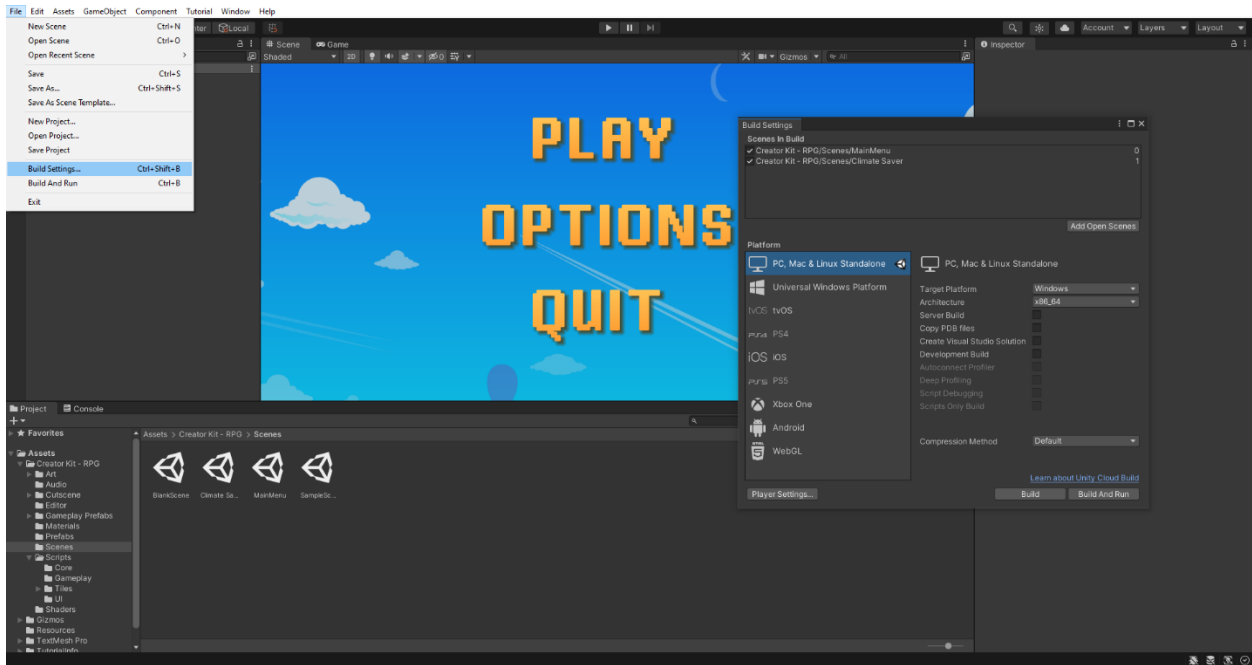 File Edit Assets GameObject Component Tutorial Window Help
New Scene Ctrl+N
Open Scene Ctrl+O
Open Recent Scene >
Save Ctrl+S
Save As... Ctrl+Shift+S
Save As Scene Template...
New Project...
Open Project...
Save Project
Build Settings... Ctrl+Shift+B
Build And Run Ctrl+B
Exit
Local
Account Layers Layout
Scene Game
Shaded 2D 0 Gizmos All
Inspector
PLAY
OPTIONS
QUIT
Build Settings
Scenes In Build
Creator Kit - RPG/Scenes/MainMenu 0
Creator Kit - RPG/Scenes/Climate Saver 1
Add Open Scenes
Platform
PC, Mac & Linux Standalone
Universal Windows Platform
tvOS tvOS
PS4 PS4
iOS iOS
PS5 PS5
Xbox One
Android
HTML 5 WebGL
PC, Mac & Linux Standalone
Target Platform Windows
Architecture x86_64
Server Build
Copy PDB files
Create Visual Studio Solution
Development Build
Autoconnect Profiler
Deep Profiling
Script Debugging
Scripts Only Build
Compression Method Default
Learn about Unity Cloud Build
Player Settings... Build Build And Run
Project Console
Favorites
Assets
Creator Kit - RPG
Art
Audio
Cutscene
Editor
Gameplay Prefabs
Materials
Prefabs
Scenes
Scripts
Core
Gameplay
Tiles
UI
Shaders
Gizmos
Resources
TextMesh Pro
TutorialInfo
Assets > Creator Kit - RPG > Scenes
BlankScene Climate Sa... MainMenu SampleSc...